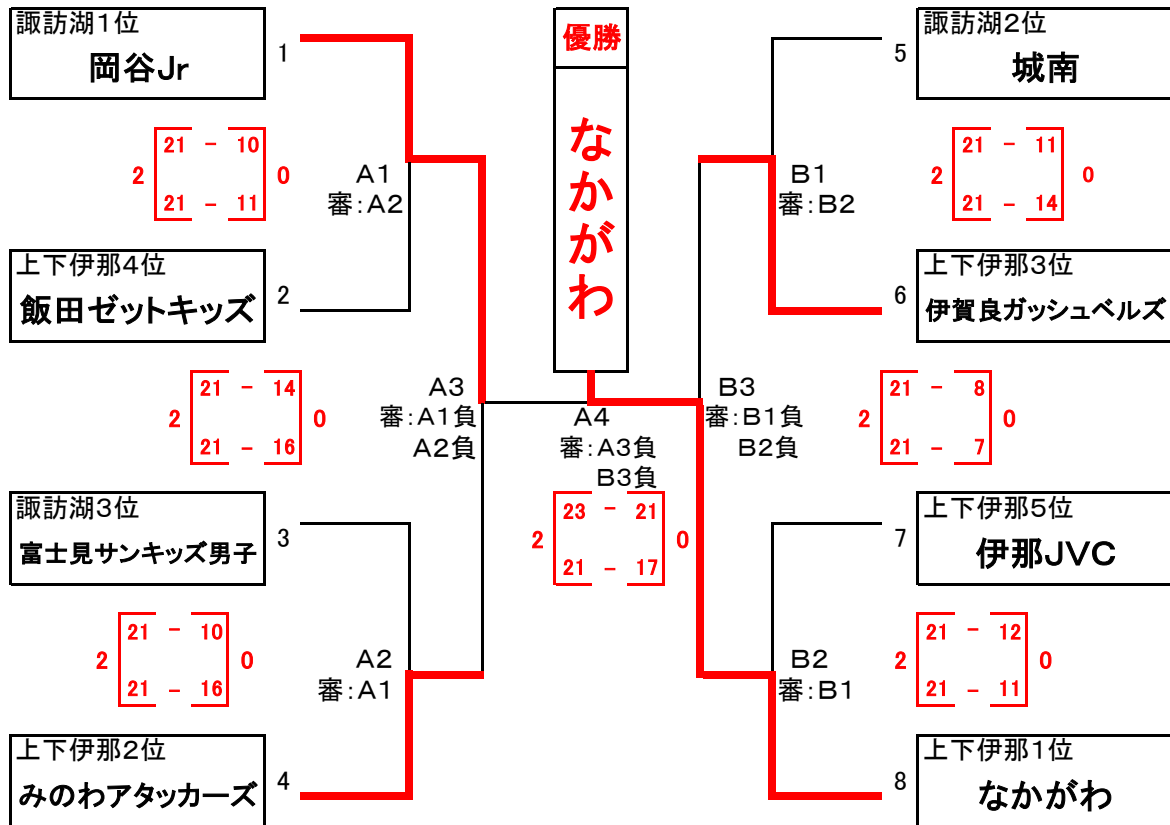 諏訪湖1位
岡谷Jr
1
21 - 10
2 0
21 - 11
A1
審:A2
上下伊那4位
飯田ゼットキッズ
2
21 - 14
2 0
21 - 16
A3
審:A1負
A2負
諏訪湖3位
富士見サンキッズ男子
3
21 - 10
2 0
21 - 16
A2
審:A1
上下伊那2位
みのわアタッカーズ
4
優勝
なかがわ
A4
審:A3負
B3負
23 - 21
2 0
21 - 17
諏訪湖2位
城南
5
21 - 11
2 0
21 - 14
B1
審:B2
上下伊那3位
伊賀良ガッシュベルズ
6
21 - 8
2 0
21 - 7
B3
審:B1負
B2負
上下伊那5位
伊那JVC
7
21 - 12
2 0
21 - 11
B2
審:B1
上下伊那1位
なかがわ
8